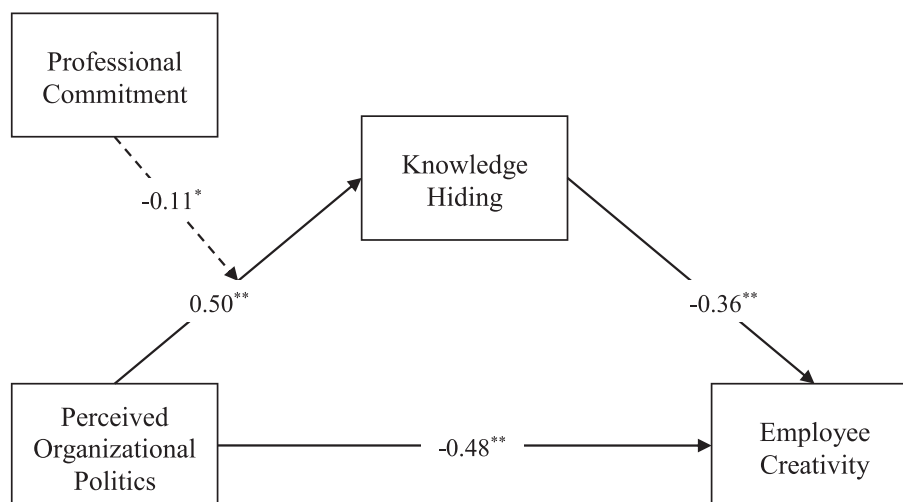 Professional
Commitment
Knowledge
Hiding
-0.11*
0.50**
-0.36**
Perceived
Organizational
Politics
-0.48**
Employee
Creativity